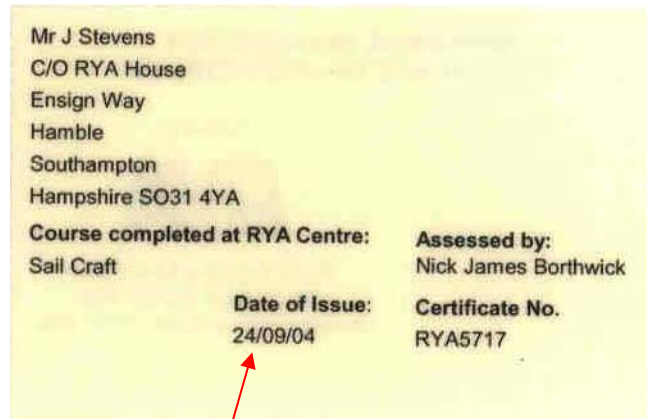 Mr J Stevens
C/O RYA House
Ensign Way
Hamble
Southampton
Hampshire SO31 4YA
Course completed at RYA Centre: Assessed by:
Sail Craft Nick James Borthwick
Date of Issue: Certificate No.
24/09/04 RYA5717